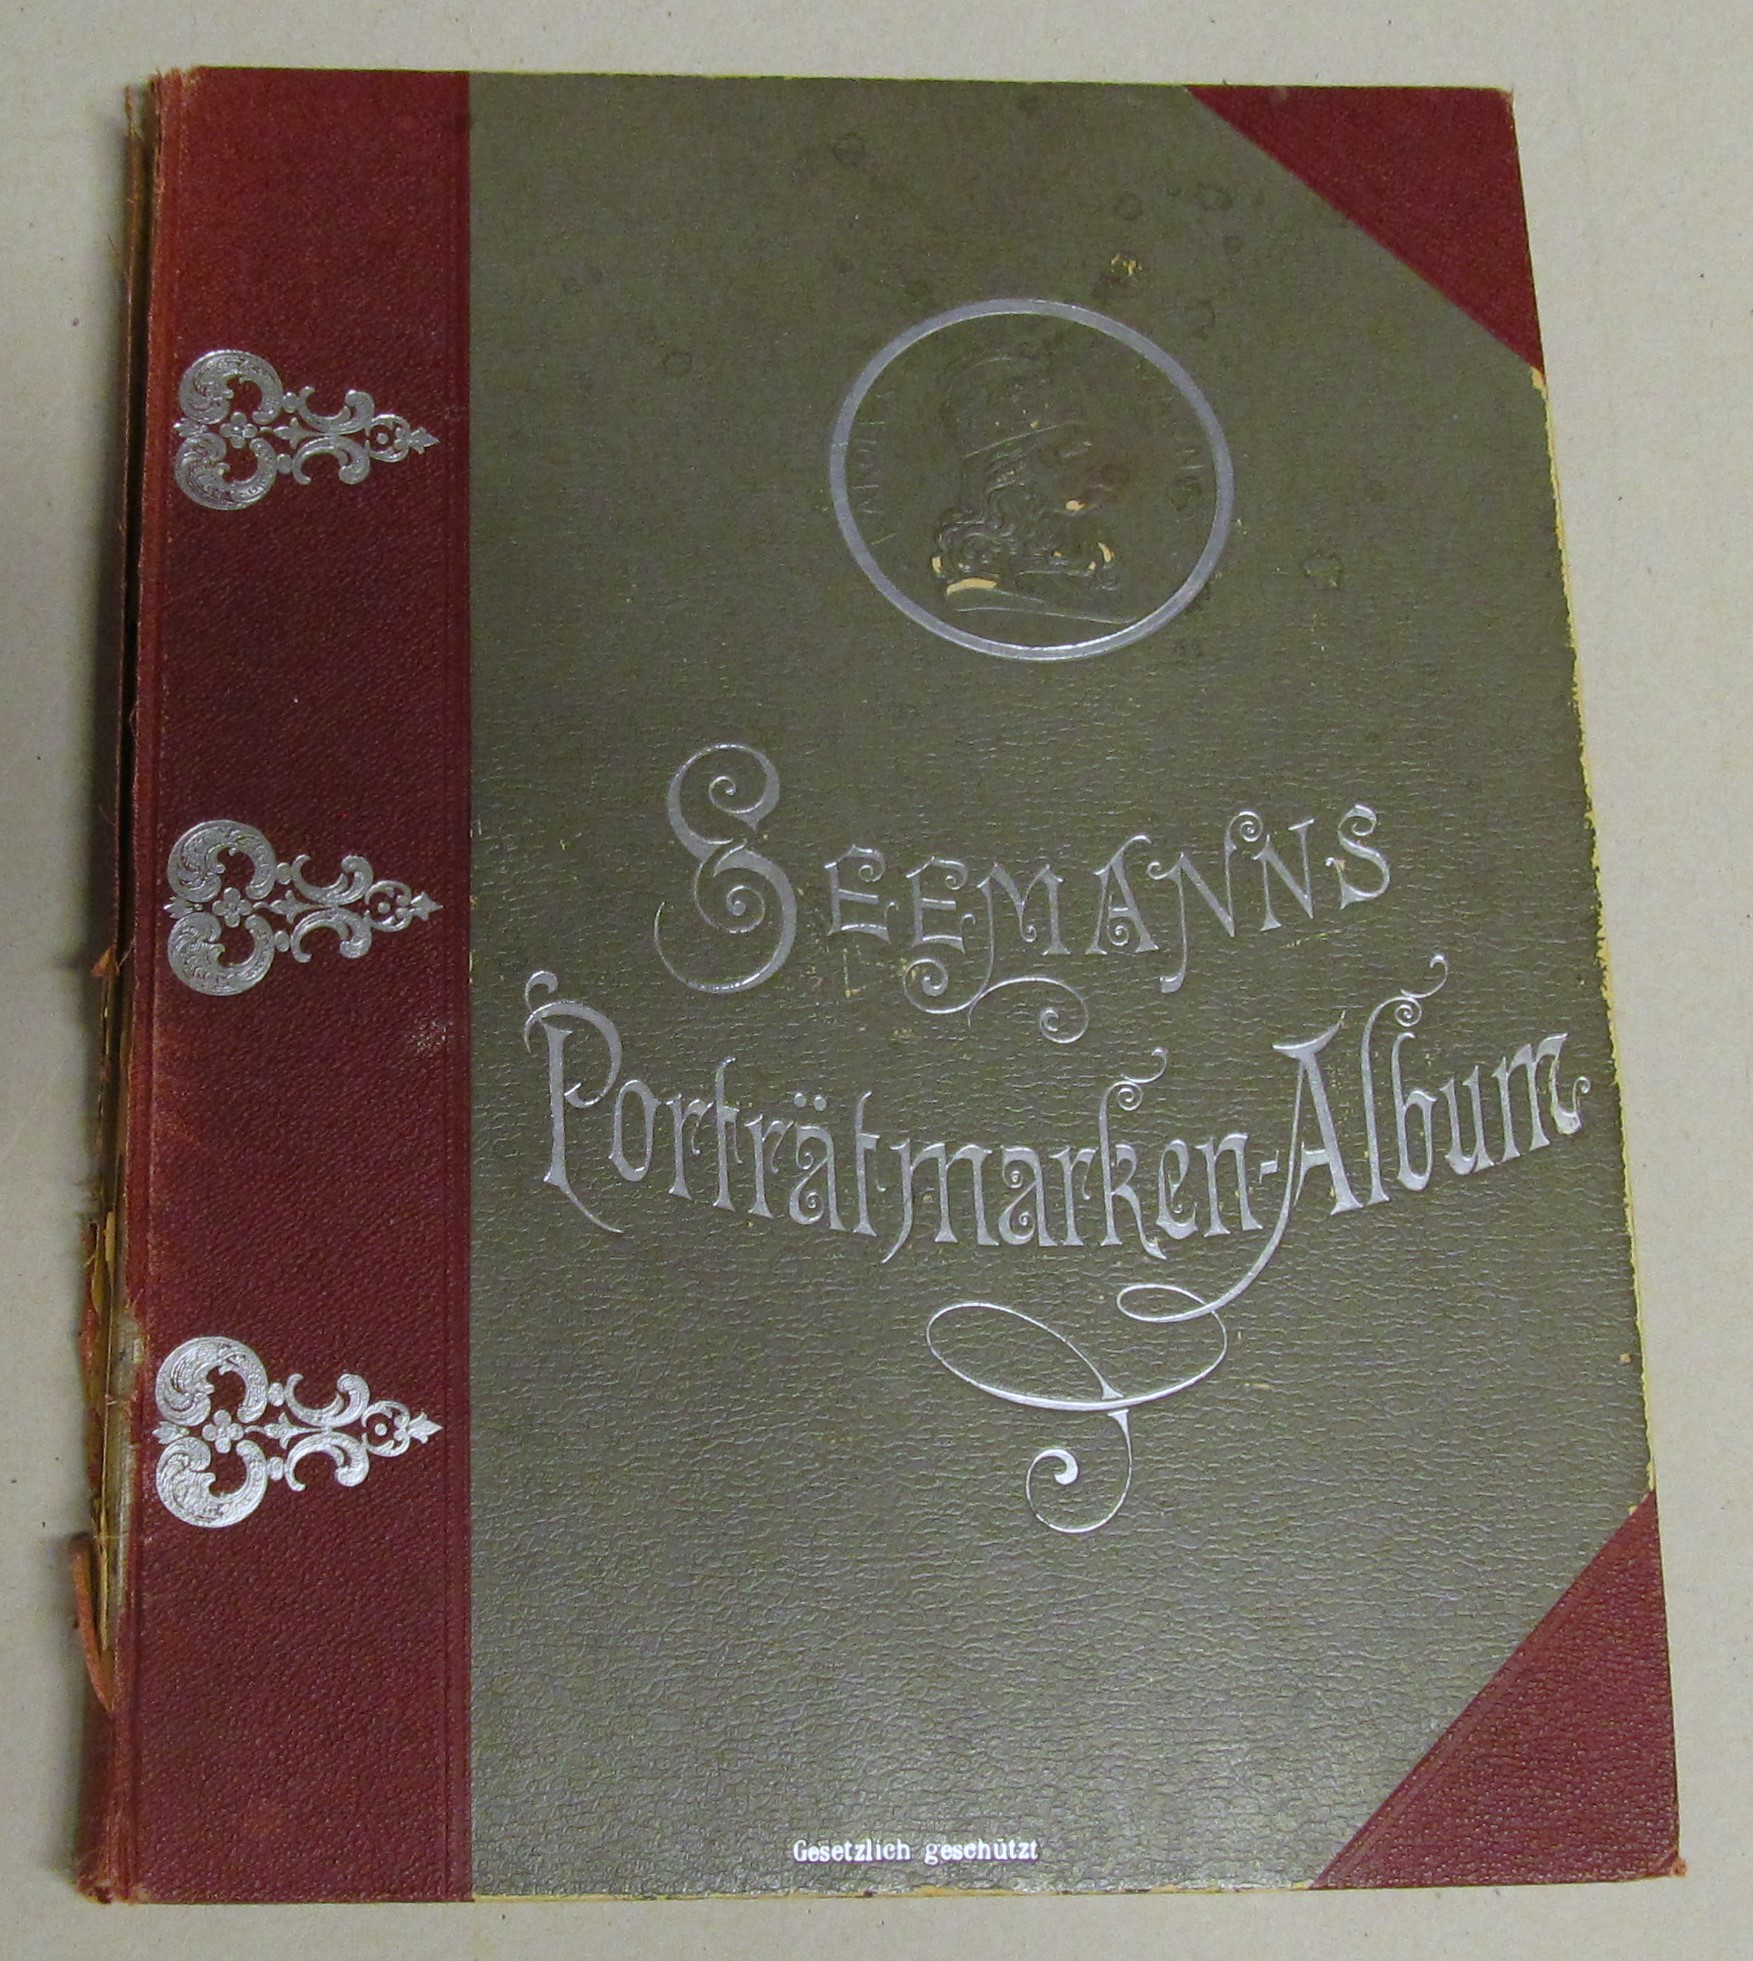 SEEMANNS
Porträtmarken-Album
Gesetzlich geschützt